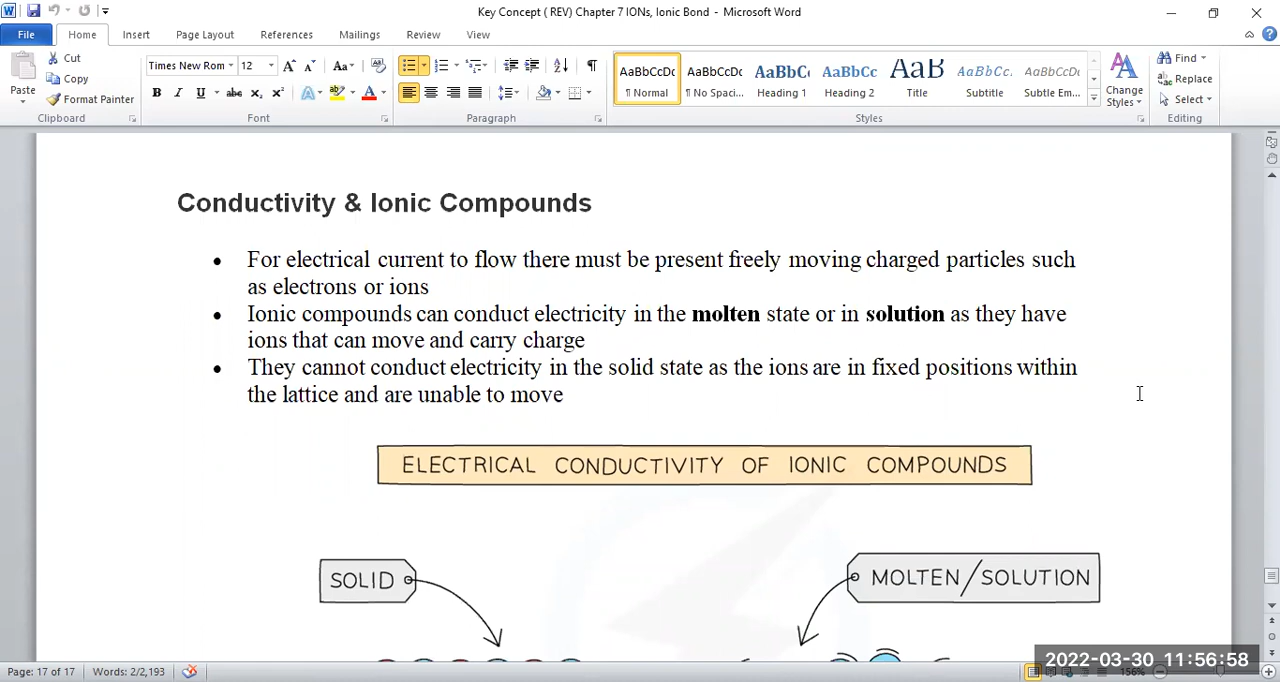 Key Concept ( REV) Chapter 7 IONs, Ionic Bond - Microsoft Word
File Home Insert Page Layout References Mailings Review View
Cut
Copy
Format Painter
Paste
Clipboard
Times New Rom 12
Font
Paragraph
AaBbCcDc AaBbCcDc AaBbCc AaBbCc AaB AaBbCc. AaBbCcDc
¶ Normal ¶ No Spaci... Heading 1 Heading 2 Title Subtitle Subtle Em...
Change
Styles
Styles
Find
Replace
Select
Editing
Conductivity & Ionic Compounds
• For electrical current to flow there must be present freely moving charged particles such
as electrons or ions
• Ionic compounds can conduct electricity in the molten state or in solution as they have
ions that can move and carry charge
• They cannot conduct electricity in the solid state as the ions are in fixed positions within
the lattice and are unable to move
ELECTRICAL CONDUCTIVITY OF IONIC COMPOUNDS
SOLID
MOLTEN/SOLUTION
Page: 17 of 17 Words: 2/2,193
156%
2022-03-30 11:56:58